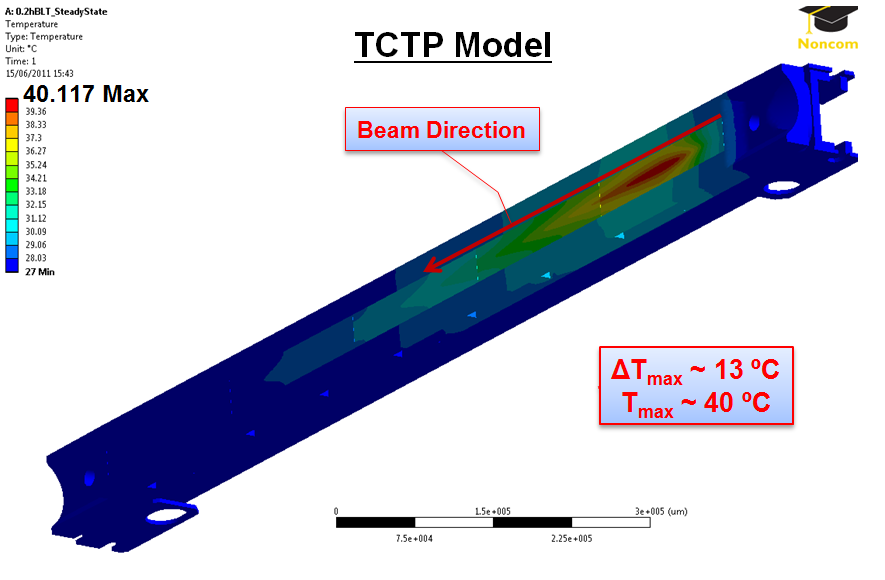 A: 0.2hBLT_SteadyState
Temperature
Type: Temperature
Unit: °C
Time: 1
15/06/2011 15:43
TCTP Model
Noncom
40.117 Max
39.36
38.33
37.3
36.27
35.24
34.21
33.18
32.15
31.12
30.09
29.06
28.03
27 Min
Beam Direction
ΔTmax ~ 13 ºC
Tmax ~ 40 ºC
0 1.5e+005 3e+005 (um)
7.5e+004 2.25e+005